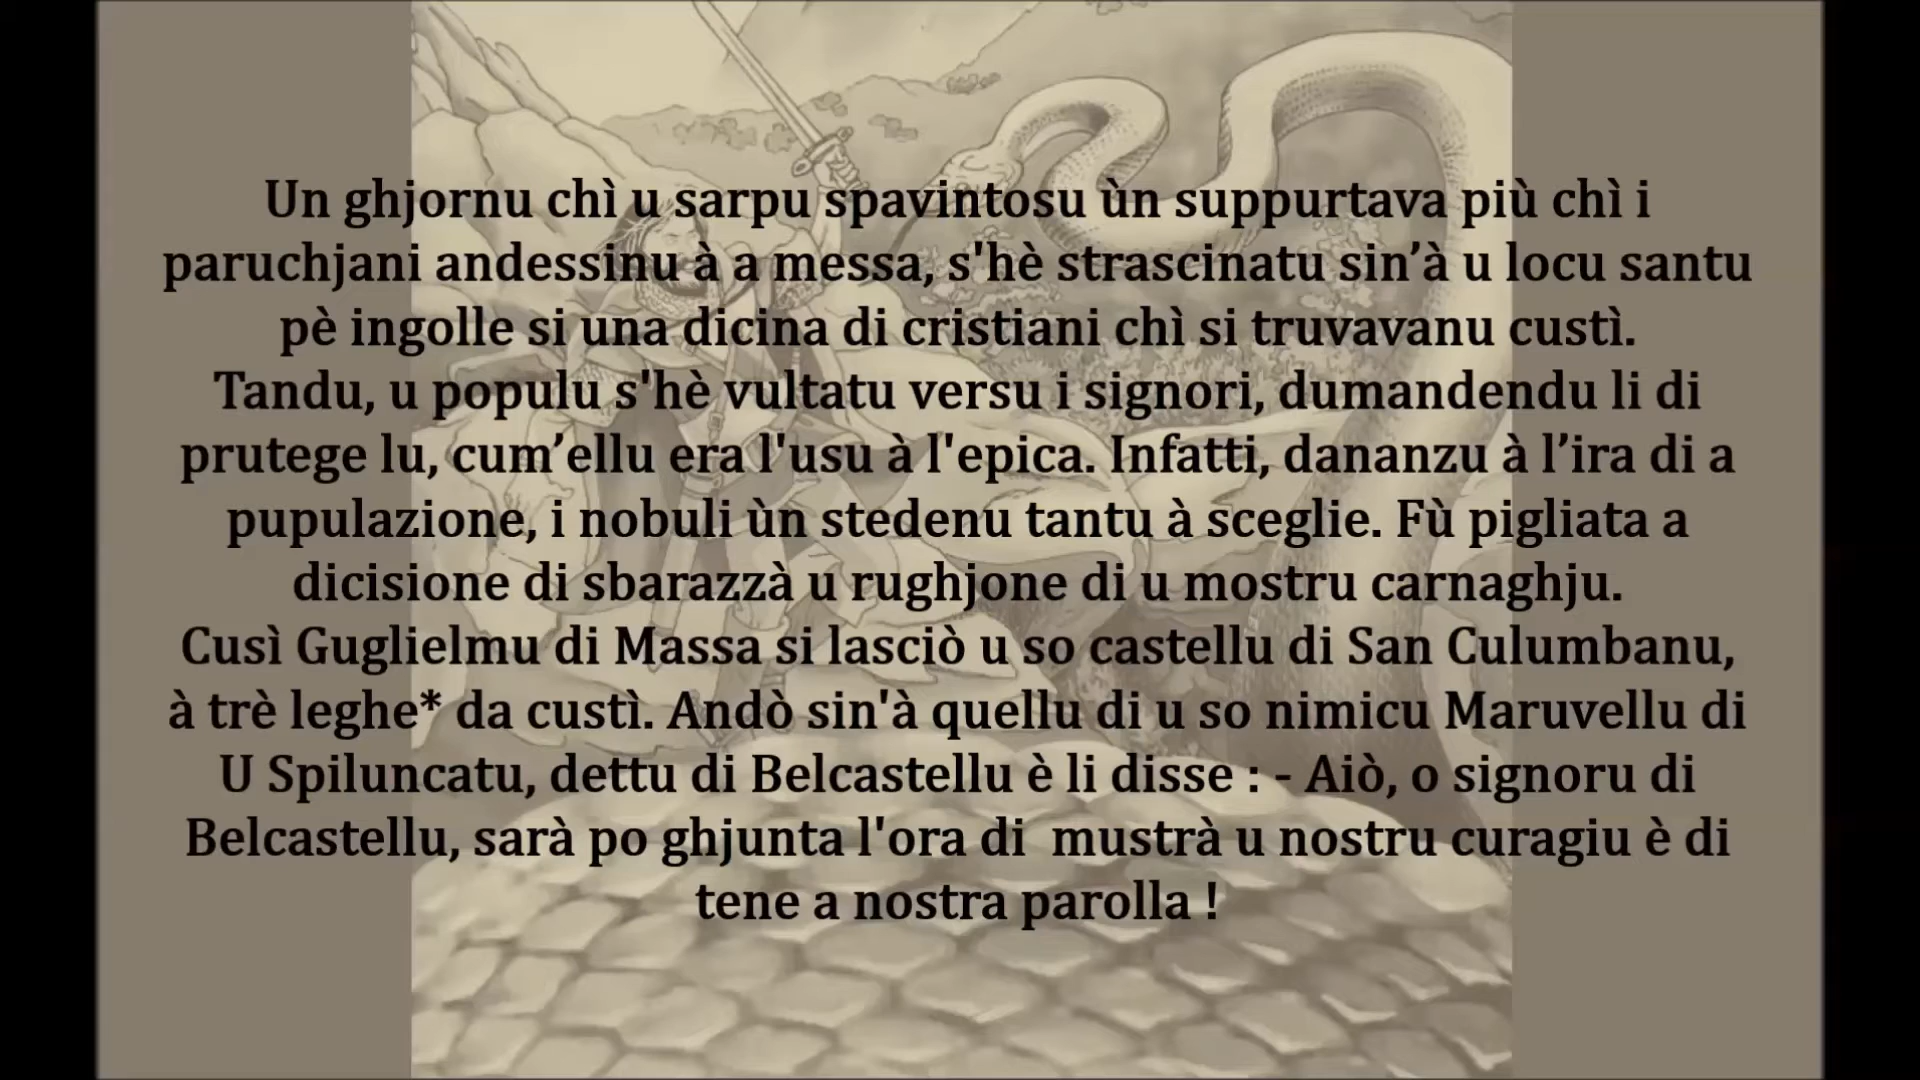 Un ghjornu chì u sarpu spavintosu ùn suppurtava più chì i
paruchjani andessinu à a messa, s'hè strascinatu sin’à u locu santu
pè ingolle si una dicina di cristiani chì si truvavanu custì.
Tandu, u populu s'hè vultatu versu i signori, dumandendu li di
prutege lu, cum’ellu era l'usu à l'epica. Infatti, dananzu à l’ira di a
pupulazione, i nobuli ùn stedenu tantu à sceglie. Fù pigliata a
dicisione di sbarazzà u rughjone di u mostru carnaghju.
Cusì Guglielmu di Massa si lasciò u so castellu di San Culumbanu,
à trè leghe* da custì. Andò sin'à quellu di u so nimicu Maruvellu di
U Spiluncatu, dettu di Belcastellu è li disse : - Aiò, o signoru di
Belcastellu, sarà po ghjunta l'ora di  mustrà u nostru curagiu è di
tene a nostra parolla !